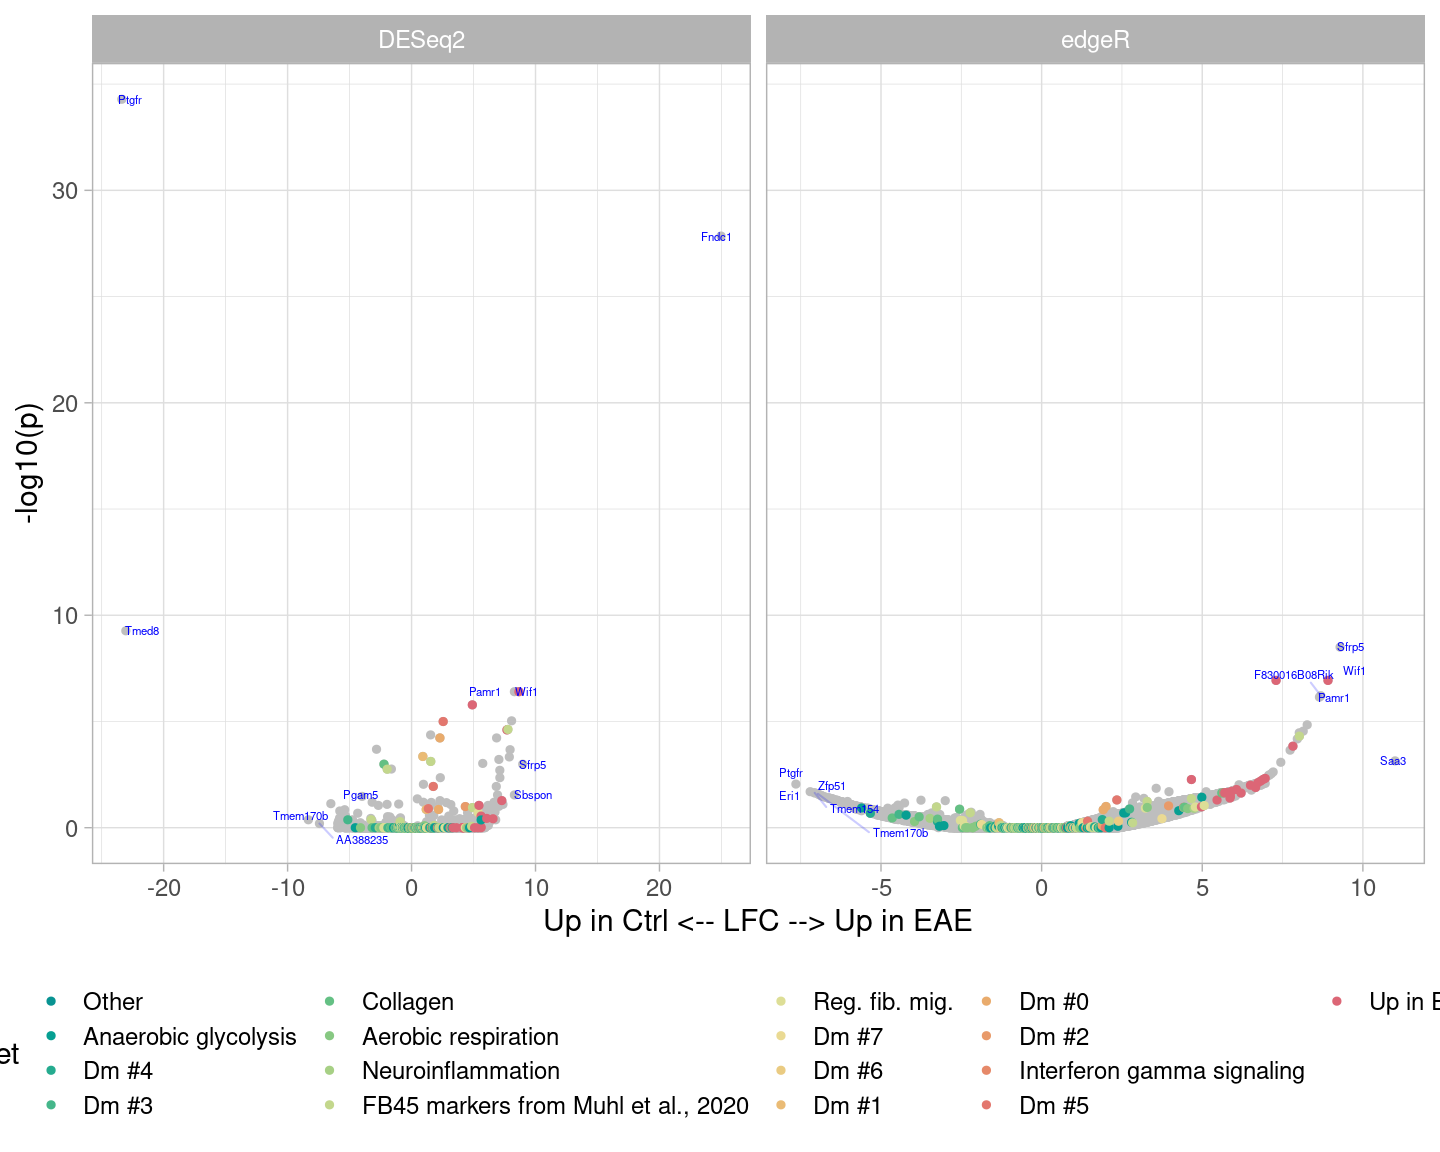 DESeq2
edgeR
-log10(p)
30
20
10
0
Ptgfr
Fndc1
Tmed8
Pamr1
Wif1
Sfrp5
Sbspon
Pgam5
Tmem170b
AA388235
-20
-10
0
10
20
Sfrp5
Wif1
F830016B08Rik
Pamr1
Saa3
Ptgfr
Zfp51
Eri1
Tmem154
Tmem170b
-5
0
5
10
Up in Ctrl <-- LFC --> Up in EAE
et
Other
Anaerobic glycolysis
Dm #4
Dm #3
Collagen
Aerobic respiration
Neuroinflammation
FB45 markers from Muhl et al., 2020
Reg. fib. mig.
Dm #7
Dm #6
Dm #1
Dm #0
Dm #2
Interferon gamma signaling
Dm #5
Up in E